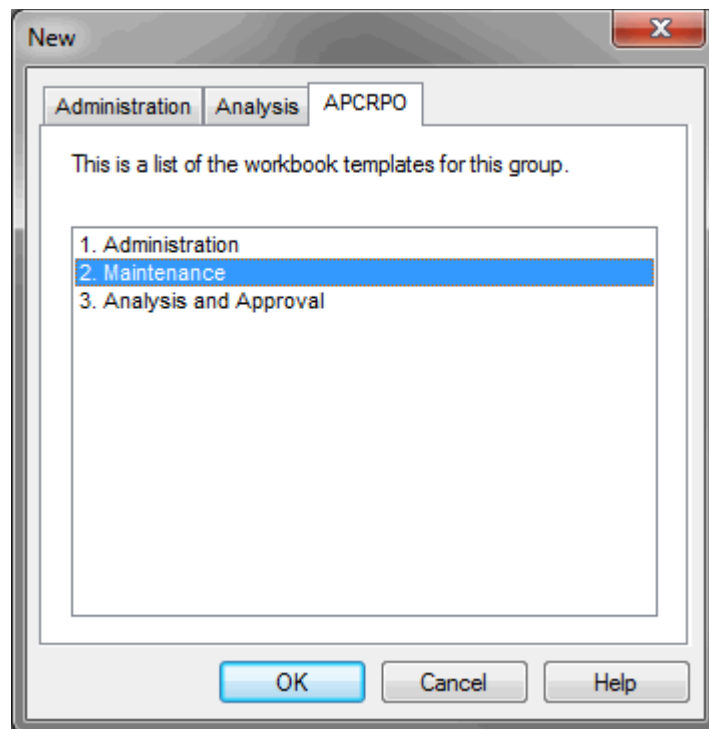 New
Administration Analysis APCRPO
This is a list of the workbook templates for this group.
1. Administration
2. Maintenance
3. Analysis and Approval
OK Cancel Help